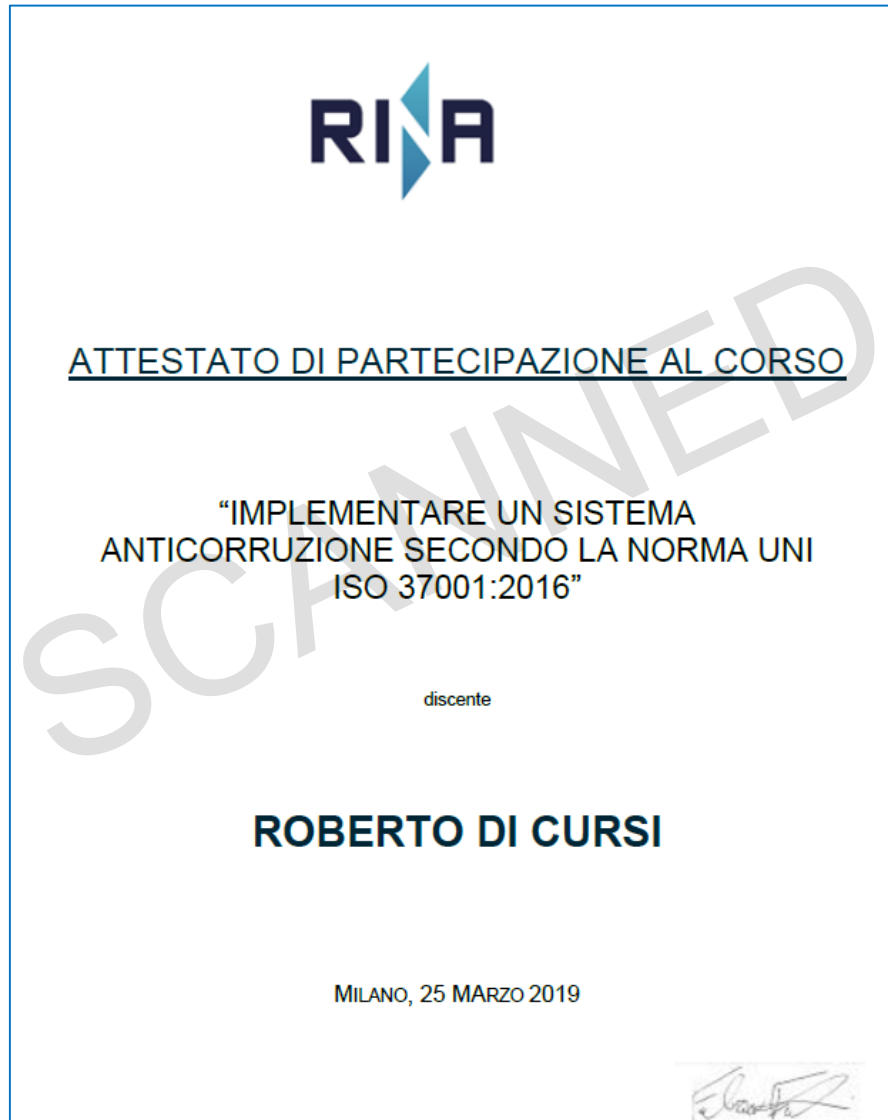 RINA
ATTESTATO DI PARTECIPAZIONE AL CORSO
“IMPLEMENTARE UN SISTEMA
ANTICORRUZIONE SECONDO LA NORMA UNI
ISO 37001:2016”
SCANNED
discente
ROBERTO DI CURSI
MILANO, 25 MARZO 2019